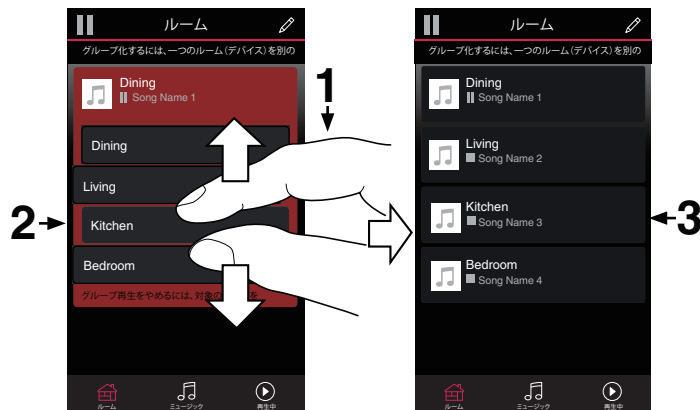 ルーム
グループ化するには、一つのルーム(デバイス)を別の
Dining
Song Name 1
Dining
Living
Kitchen
Bedroom
グループ再生をやめるには、対象の
を
ルーム
ミュージック
再生中
1
2
ルーム
グループ化するには、一つのルーム(デバイス)を別の
Dining
Song Name 1
Living
Song Name 2
Kitchen
Song Name 3
Bedroom
Song Name 4
ルーム
ミュージック
再生中
3